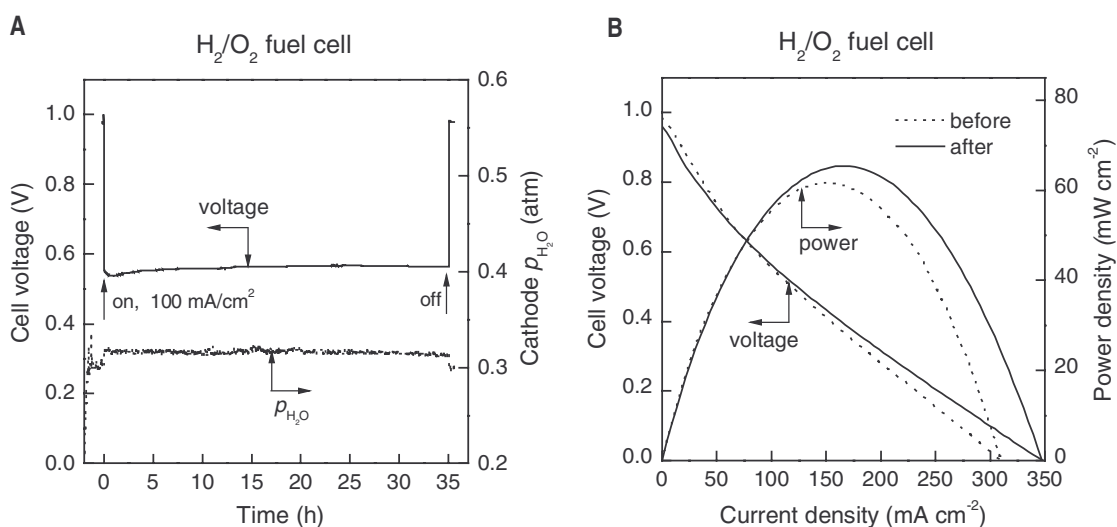 A
H₂/O₂ fuel cell
1.0
0.8
0.6
0.4
0.2
0.0
Cell voltage (V)
0.6
0.5
0.4
0.3
0.2
Cathode p_H₂O (atm)
voltage
on, 100 mA/cm²
off
p_H₂O
0 5 10 15 20 25 30 35
Time (h)
B
H₂/O₂ fuel cell
1.0
0.8
0.6
0.4
0.2
0.0
Cell voltage (V)
80
60
40
20
0
Power density (mW cm⁻²)
before
after
power
voltage
0 50 100 150 200 250 300 350
Current density (mA cm⁻²)